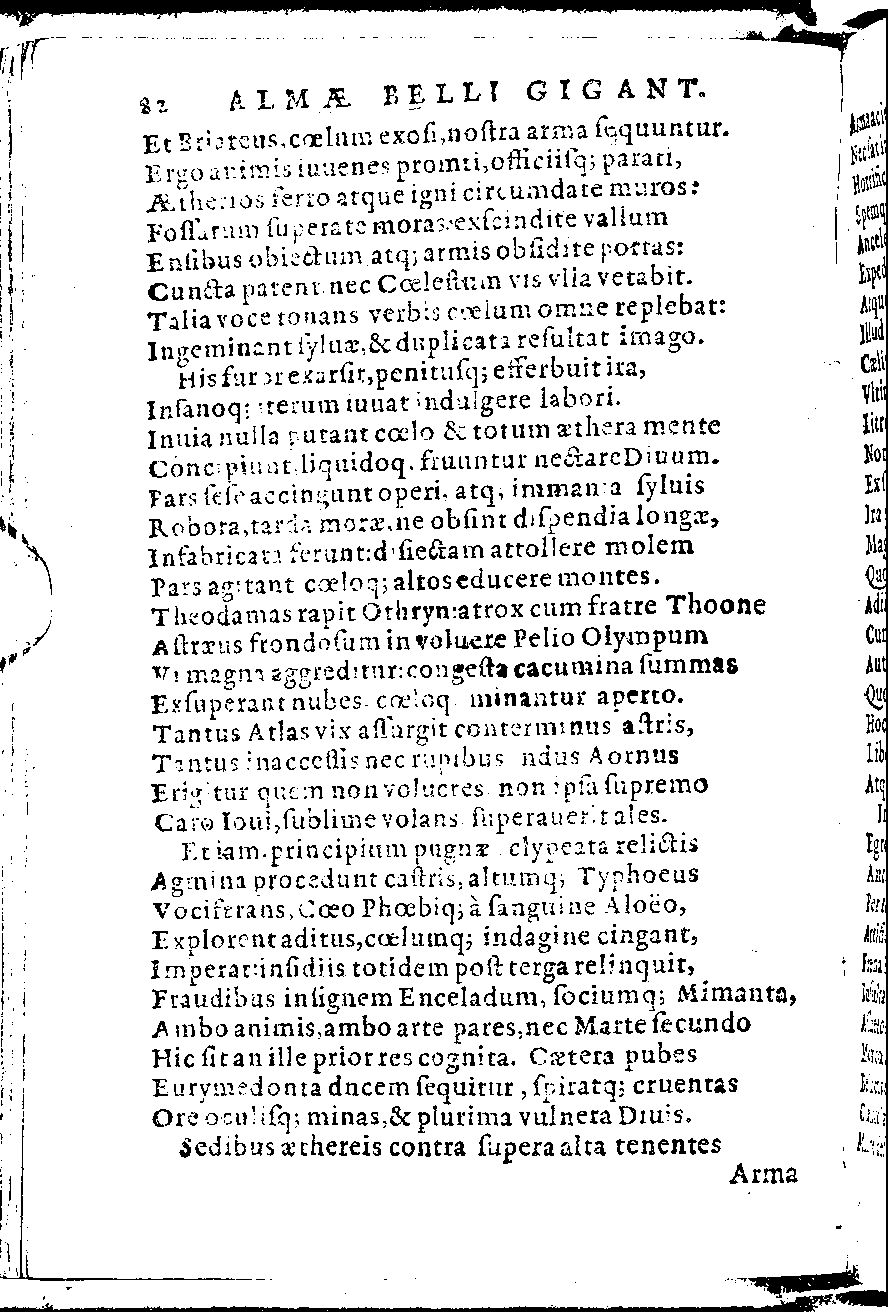 82 ALMÆ BELLI GIGANT.
Et Briareus, cœlum exosi, nostra arma sequuntur.
Ergo animis iuuenes promti, officiisq; parati,
Ætherios ferro atque igni circumdate muros:
Fossarum superate moras, exscindite vallum
Ensibus obiectum, atq; armis obsidite portas:
Cuncta patent, nec Cœlestum vis vlla vetabit.
Talia voce tonans verbis cœlum omne replebat:
Ingeminant syluæ, & duplicata resultat imago.
His furor exarsit, penitusq; efferbuit ira,
Insanoq; iterum iuuat indulgere labori.
Inuia nulla putant cœlo & totum æthera mente
Concipiunt, liquidoq. fruuntur nectare Diuum.
Pars sese accingunt operi, atq; immania syluis
Robora, tarda moræ, ne obsint dispendia longæ,
Infabricata ferunt: disiectam attollere molem
Pars agitant cœloq; altos educere montes.
Theodamas rapit Othryn: atrox cum fratre Thoone
Astræus frondosum inuoluere Pelio Olympum
Vi magna aggreditur: congesta cacumina summas
Exsuperant nubes, cœloq minantur aperto.
Tantus Atlas vix assurgit conterminus astris,
Tantus inaccessis nec rupibus Indus Aornus
Erigitur quem non volucres, non ipsa supremo
Caro Ioui, sublime volans, superauerit ales.
Et iam, principium pugnæ, clypeata relictis
Agmina procedunt castris, altumq; Typhoeus
Vociferans, Cœo Phœbiq; à sanguine Aloëo,
Explorent aditus, cœlumq; indagine cingant,
Imperat: insidiis totidem post terga relinquit,
Fraudibus insignem Enceladum, sociumq; Mimanta,
Ambo animis, ambo arte pares, nec Marte secundo
Hic sit an ille prior res cognita. Cætera pubes
Eurymedonta dncem sequitur, spiratq; cruentas
Ore oculisq; minas, & plurima vulnera Diuis.
Sedibus æthereis contra supera alta tenentes
Arma